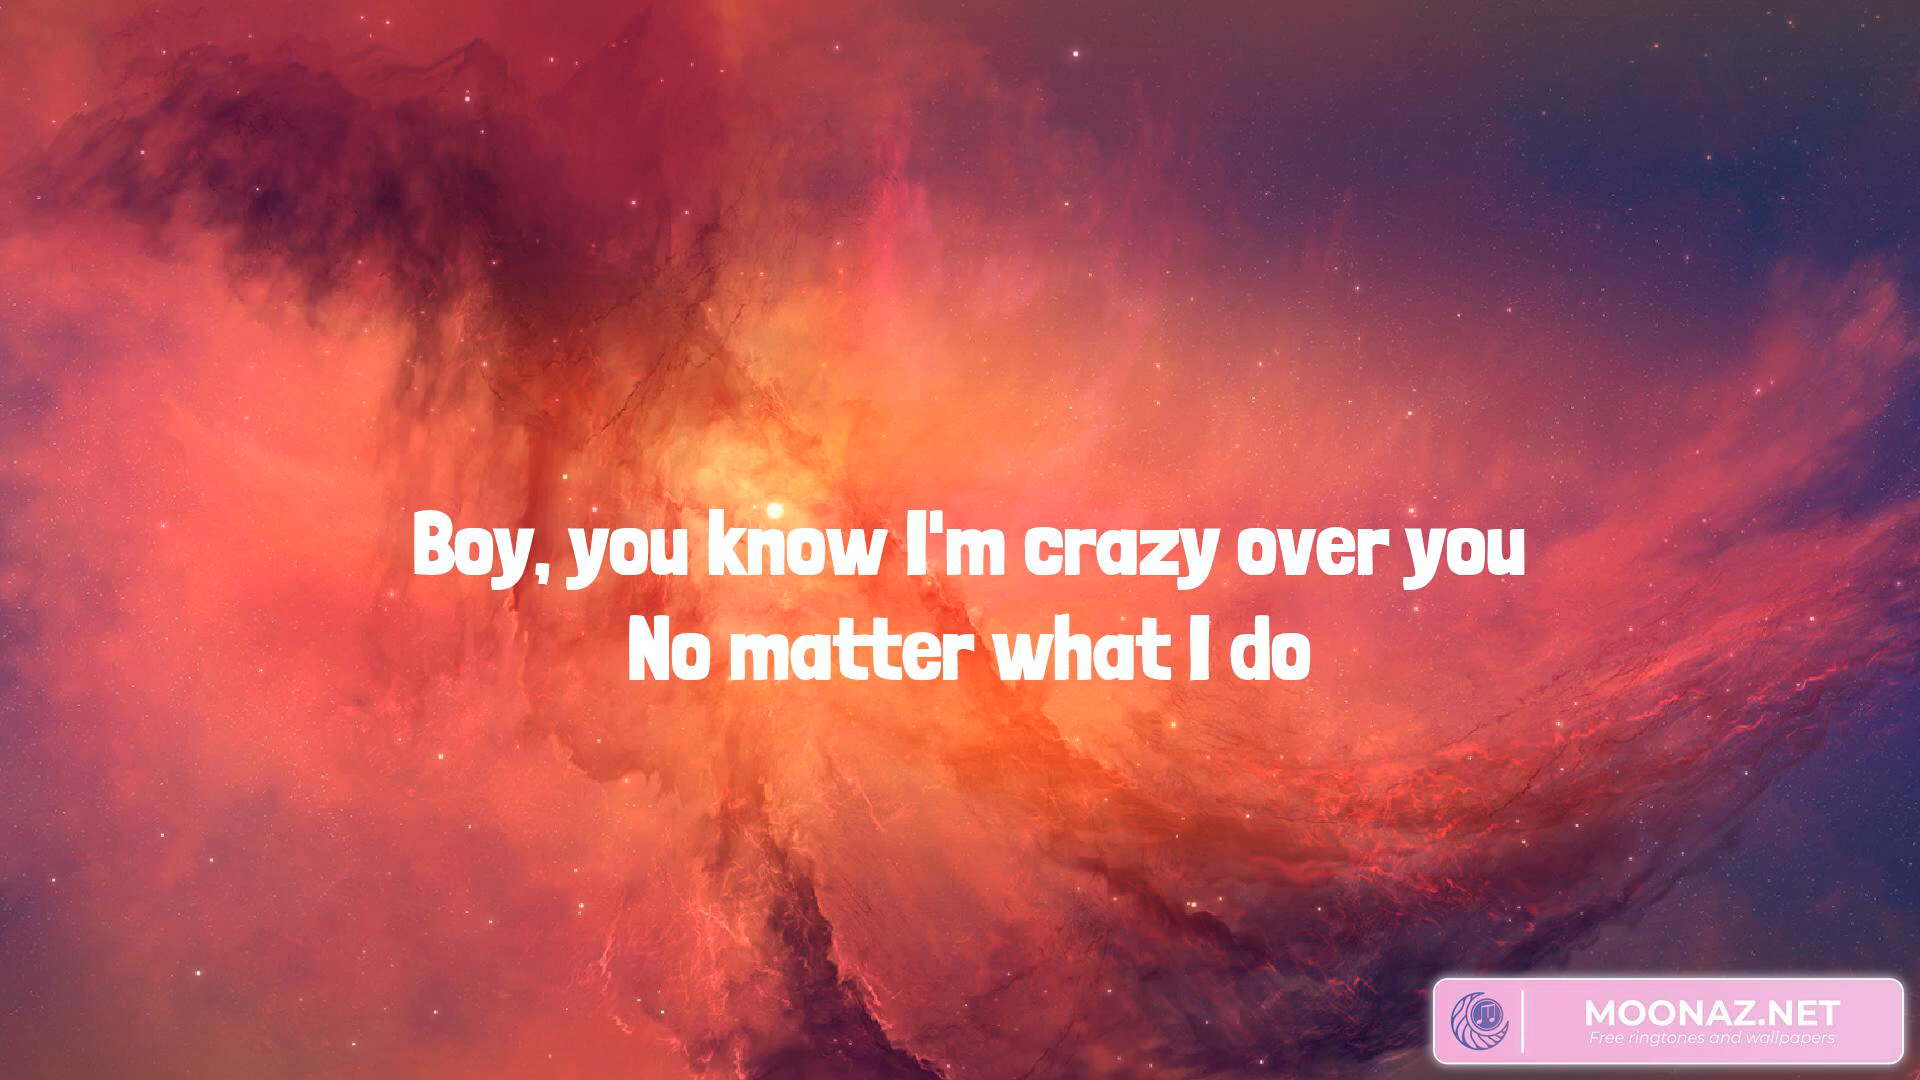 Boy, you know I'm crazy over you
No matter what I do
MOONAZ.NET
Free ringtones and wallpapers